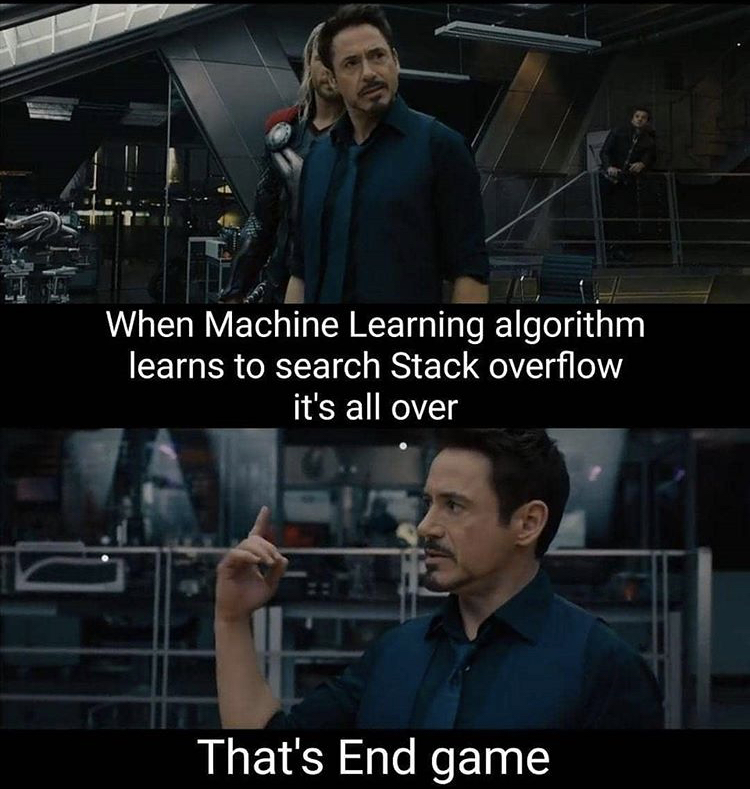 When Machine Learning algorithm
learns to search Stack overflow
it's all over
That's End game